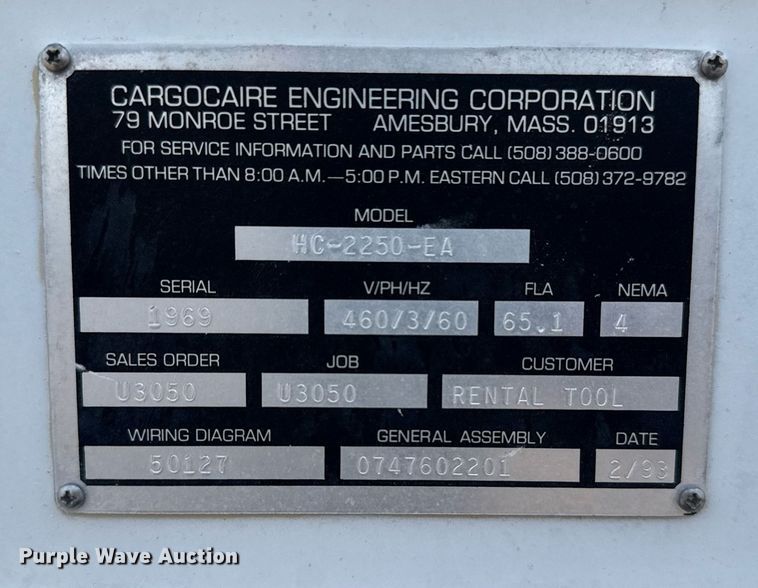 CARGOCAIRE ENGINEERING CORPORATION
79 MONROE STREET AMESBURY, MASS. 01913
FOR SERVICE INFORMATION AND PARTS CALL (508) 388-0600
TIMES OTHER THAN 8:00 A.M.—5:00 P.M. EASTERN CALL (508) 372-9782
MODEL
HC-2250-EA
SERIAL V/PH/HZ FLA NEMA
1969 460/3/60 65.1 4
SALES ORDER JOB CUSTOMER
U3050 U3050 RENTAL TOOL
WIRING DIAGRAM GENERAL ASSEMBLY DATE
50127 0747602201 2/93
Purple Wave Auction